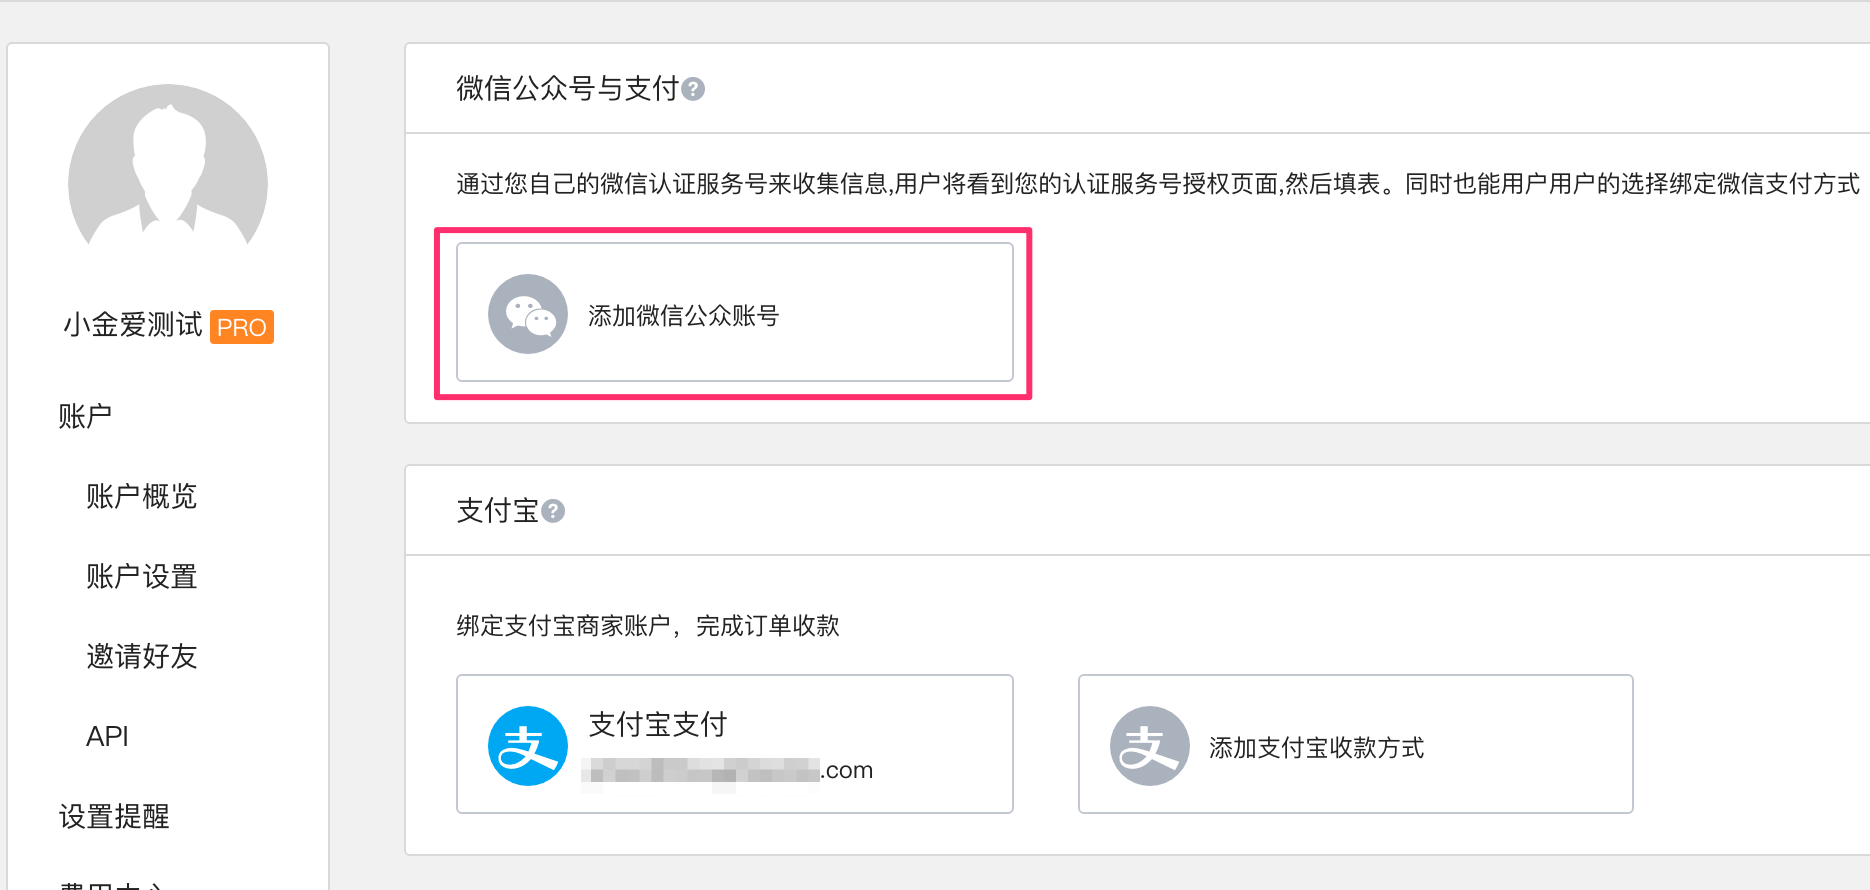 小金爱测试 PRO
账户
账户概览
账户设置
邀请好友
API
设置提醒
费用中心
微信公众号与支付?
通过您自己的微信认证服务号来收集信息,用户将看到您的认证服务号授权页面,然后填表。同时也能用户用户的选择绑定微信支付方式
添加微信公众账号
支付宝?
绑定支付宝商家账户，完成订单收款
支付宝支付
.com
添加支付宝收款方式